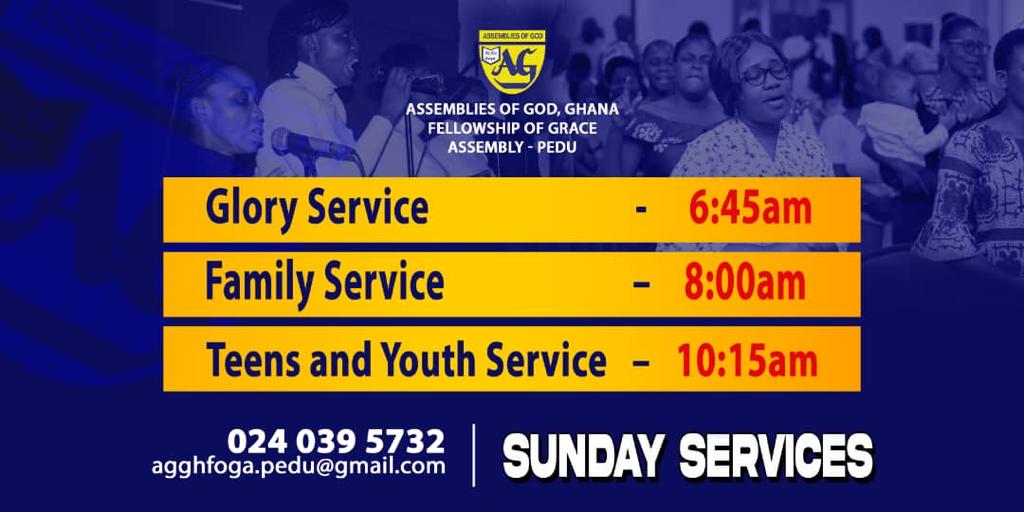 ASSEMBLIES OF GOD
AG
ASSEMBLIES OF GOD, GHANA
FELLOWSHIP OF GRACE
ASSEMBLY - PEDU
Glory Service - 6:45am
Family Service – 8:00am
Teens and Youth Service – 10:15am
024 039 5732
agghfoga.pedu@gmail.com
SUNDAY SERVICES